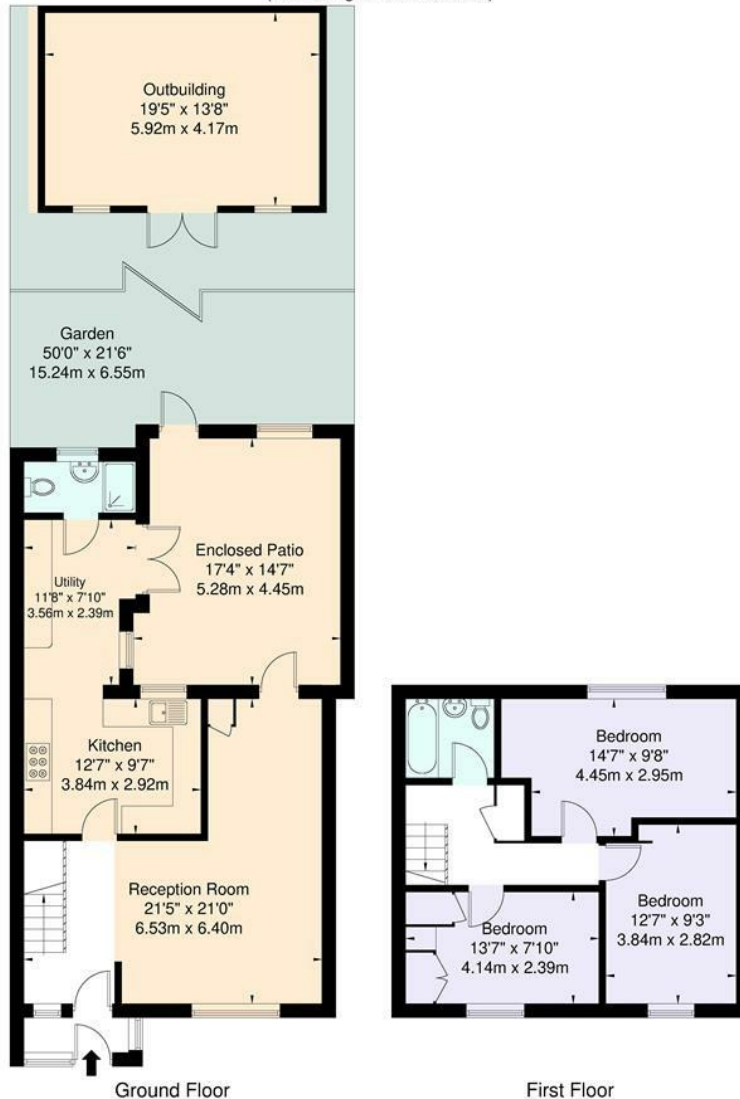 Outbuilding
19'5" x 13'8"
5.92m x 4.17m
Garden
50'0" x 21'6"
15.24m x 6.55m
Enclosed Patio
17'4" x 14'7"
5.28m x 4.45m
Utility
11'8" x 7'10"
3.56m x 2.39m
Kitchen
12'7" x 9'7"
3.84m x 2.92m
Reception Room
21'5" x 21'0"
6.53m x 6.40m
Ground Floor
Bedroom
14'7" x 9'8"
4.45m x 2.95m
Bedroom
12'7" x 9'3"
3.84m x 2.82m
Bedroom
13'7" x 7'10"
4.14m x 2.39m
First Floor